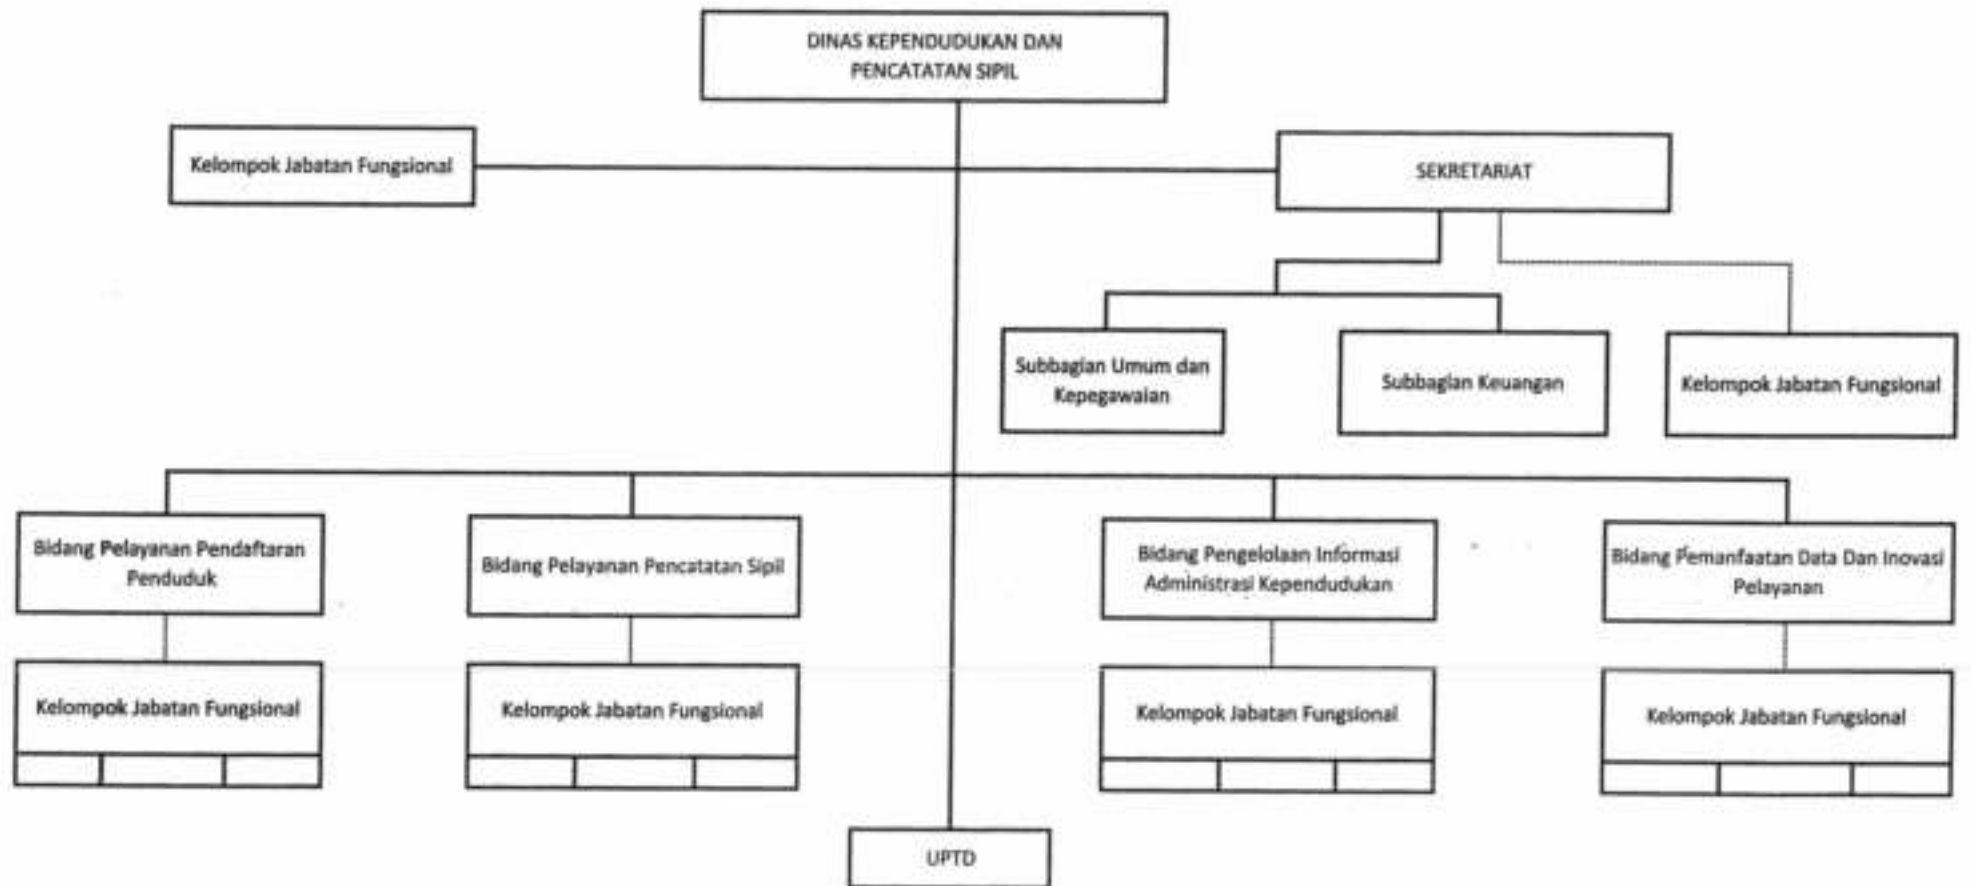 DINAS KEPENDUDUKAN DAN
PENCATATAN SIPIL
Kelompok Jabatan Fungsional
SEKRETARIAT
Subbagian Umum dan
Kepegawaian
Subbagian Keuangan
Kelompok Jabatan Fungsional
Bidang Pelayanan Pendaftaran
Penduduk
Bidang Pelayanan Pencatatan Sipil
Bidang Pengelolaan Informasi
Administrasi Kependudukan
Bidang Pemanfaatan Data Dan Inovasi
Pelayanan
Kelompok Jabatan Fungsional
Kelompok Jabatan Fungsional
Kelompok Jabatan Fungsional
Kelompok Jabatan Fungsional
UPTD